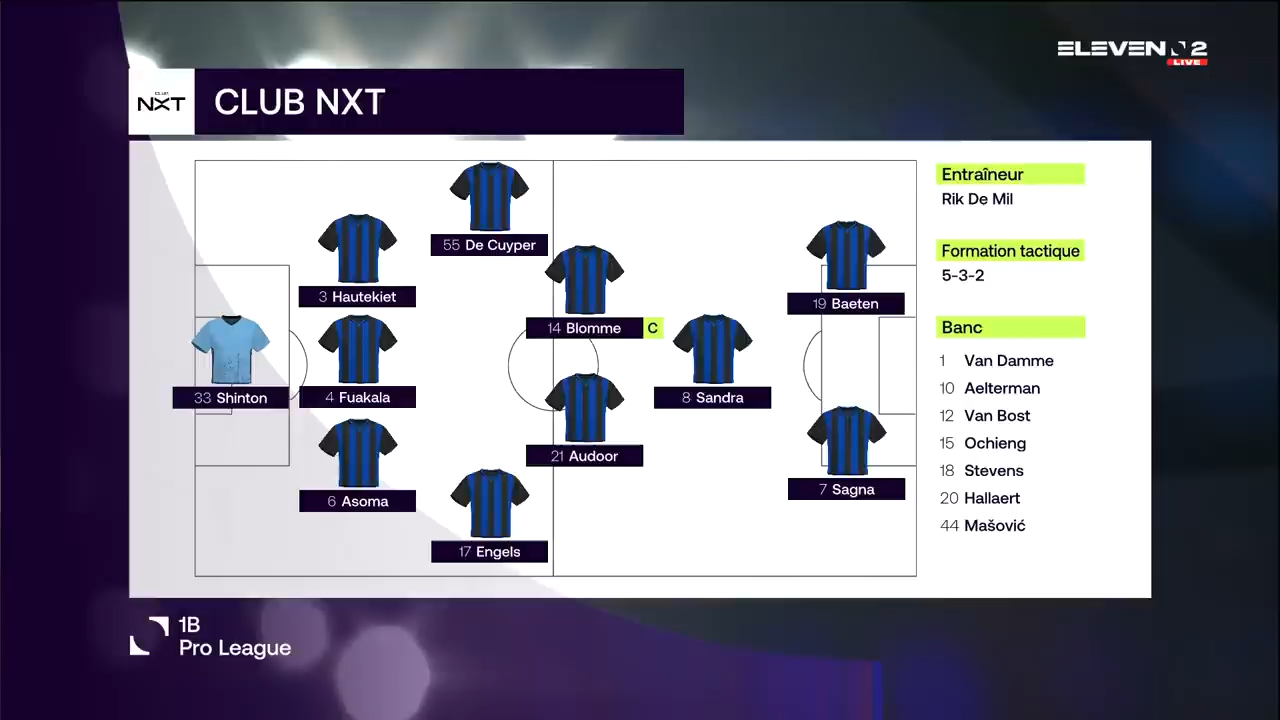 ELEVEN 2
LIVE
NXT
CLUB NXT
55 De Cuyper
3 Hautekiet
14 Blomme C
19 Baeten
33 Shinton
4 Fuakala
8 Sandra
21 Audoor
6 Asoma
7 Sagna
17 Engels
Entraîneur
Rik De Mil
Formation tactique
5-3-2
Banc
1 Van Damme
10 Aelterman
12 Van Bost
15 Ochieng
18 Stevens
20 Hallaert
44 Mašović
1B
Pro League